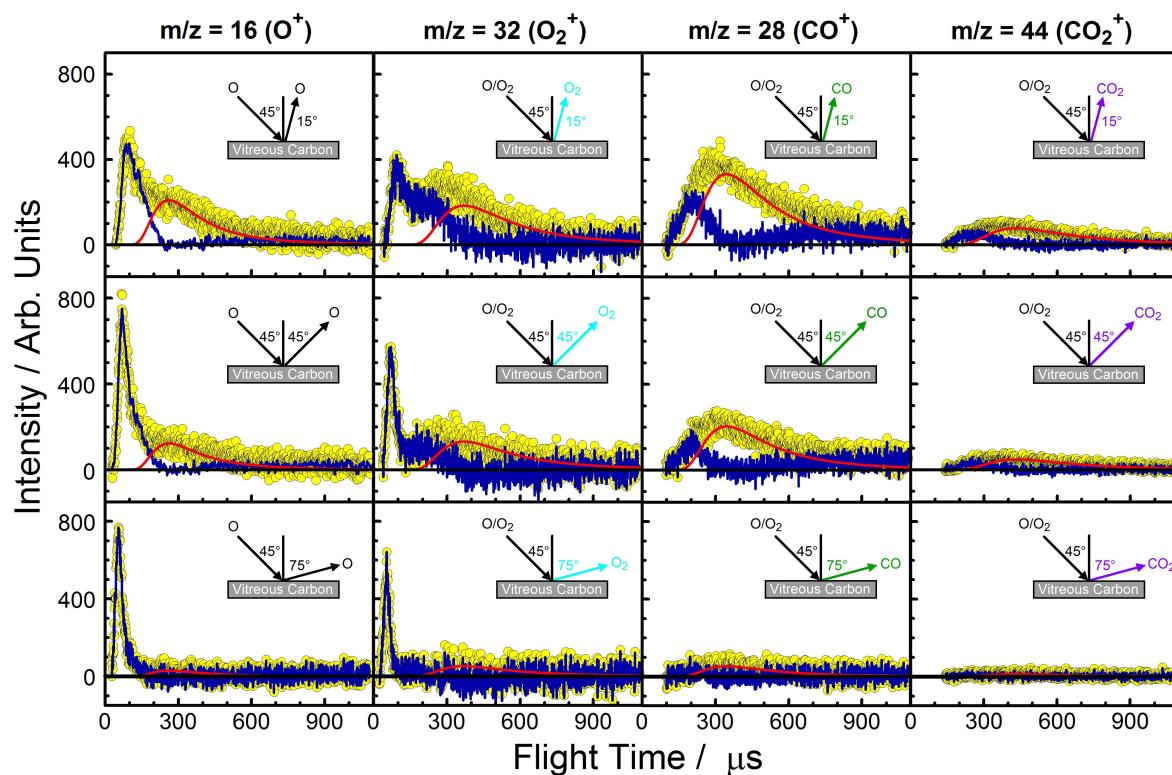 m/z = 16 (O⁺) m/z = 32 (O₂⁺) m/z = 28 (CO⁺) m/z = 44 (CO₂⁺)
Intensity / Arb. Units
800
400
0
O 45° O 15°
Vitreous Carbon
O/O₂ 45° O₂ 15°
Vitreous Carbon
O/O₂ 45° CO 15°
Vitreous Carbon
O/O₂ 45° CO₂ 15°
Vitreous Carbon
800
400
0
O 45° 45° O
Vitreous Carbon
O/O₂ 45° 45° O₂
Vitreous Carbon
O/O₂ 45° 45° CO
Vitreous Carbon
O/O₂ 45° 45° CO₂
Vitreous Carbon
800
400
0
O 45° 75° O
Vitreous Carbon
O/O₂ 45° 75° O₂
Vitreous Carbon
O/O₂ 45° 75° CO
Vitreous Carbon
O/O₂ 45° 75° CO₂
Vitreous Carbon
0 300 600 900 0 300 600 900 0 300 600 900 0 300 600 900
Flight Time / μs